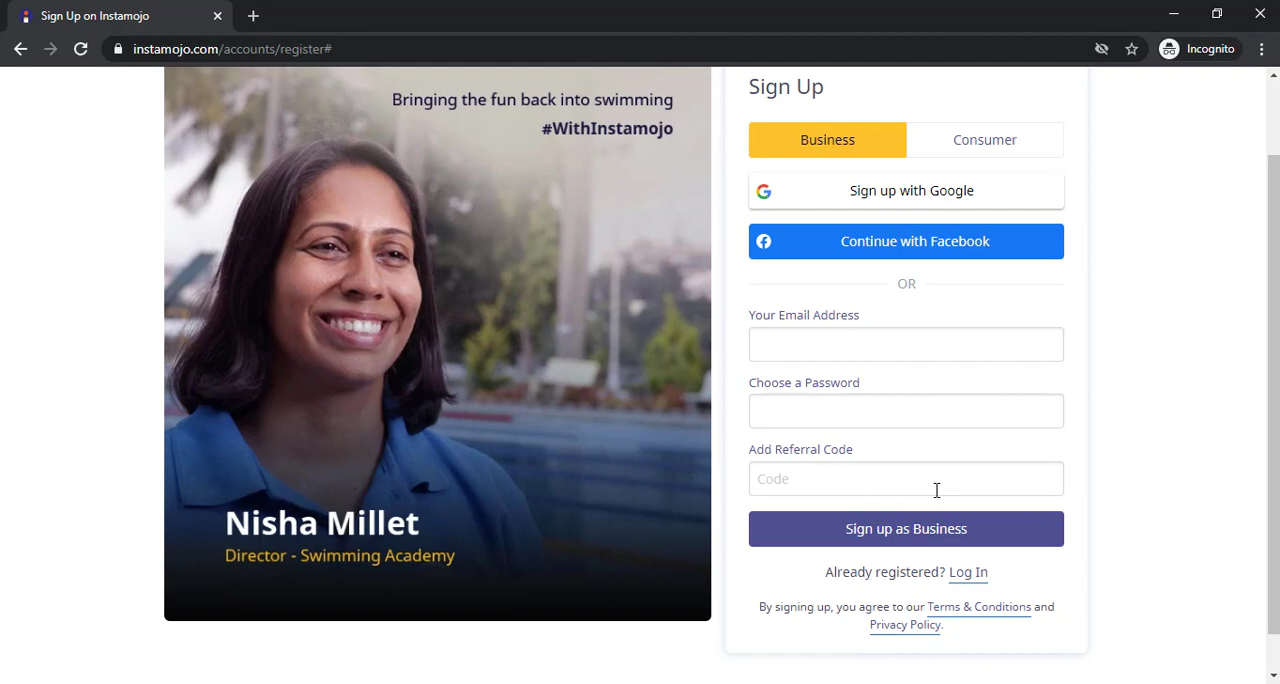 Sign Up on Instamojo
instamojo.com/accounts/register#
Incognito
Bringing the fun back into swimming
#WithInstamojo
Nisha Millet
Director - Swimming Academy
Sign Up
Business
Consumer
Sign up with Google
Continue with Facebook
OR
Your Email Address
Choose a Password
Add Referral Code
Code
Sign up as Business
Already registered? Log In
By signing up, you agree to our Terms & Conditions and
Privacy Policy.